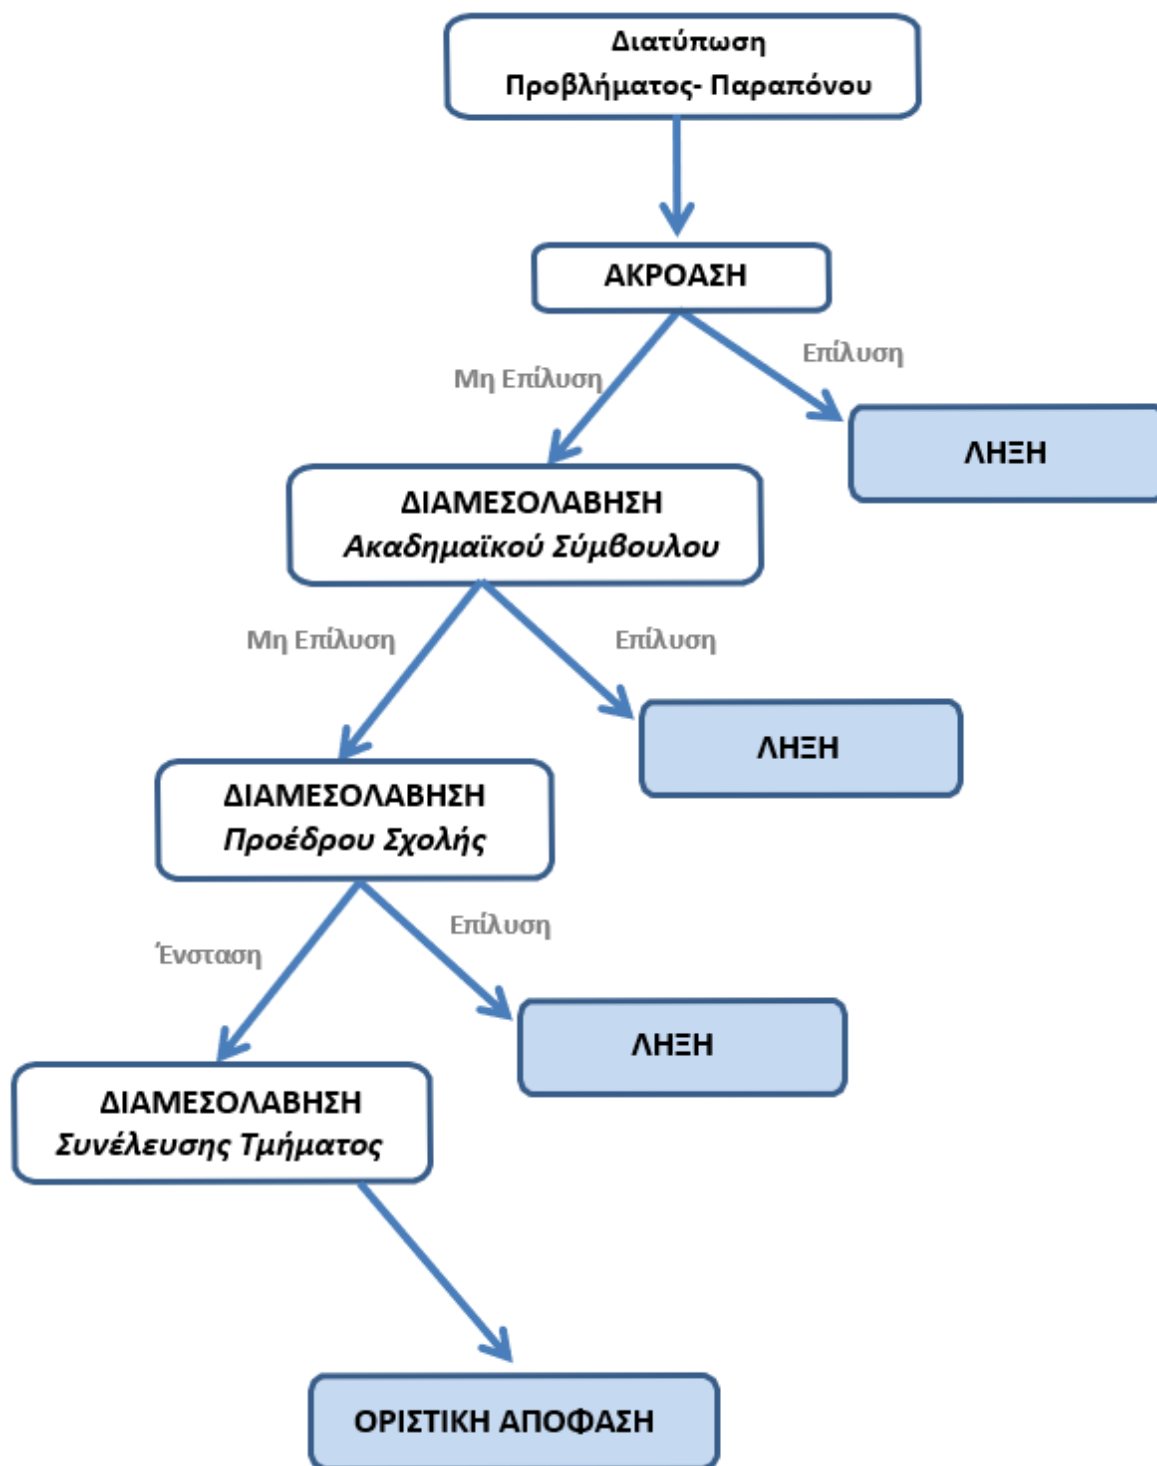 Διατύπωση
Προβλήματος- Παραπόνου
ΑΚΡΟΑΣΗ
Επίλυση
Μη Επίλυση
ΛΗΞΗ
ΔΙΑΜΕΣΟΛΑΒΗΣΗ
Ακαδημαϊκού Σύμβουλου
Μη Επίλυση
Επίλυση
ΛΗΞΗ
ΔΙΑΜΕΣΟΛΑΒΗΣΗ
Προέδρου Σχολής
Επίλυση
Ένσταση
ΛΗΞΗ
ΔΙΑΜΕΣΟΛΑΒΗΣΗ
Συνέλευσης Τμήματος
ΟΡΙΣΤΙΚΗ ΑΠΟΦΑΣΗ